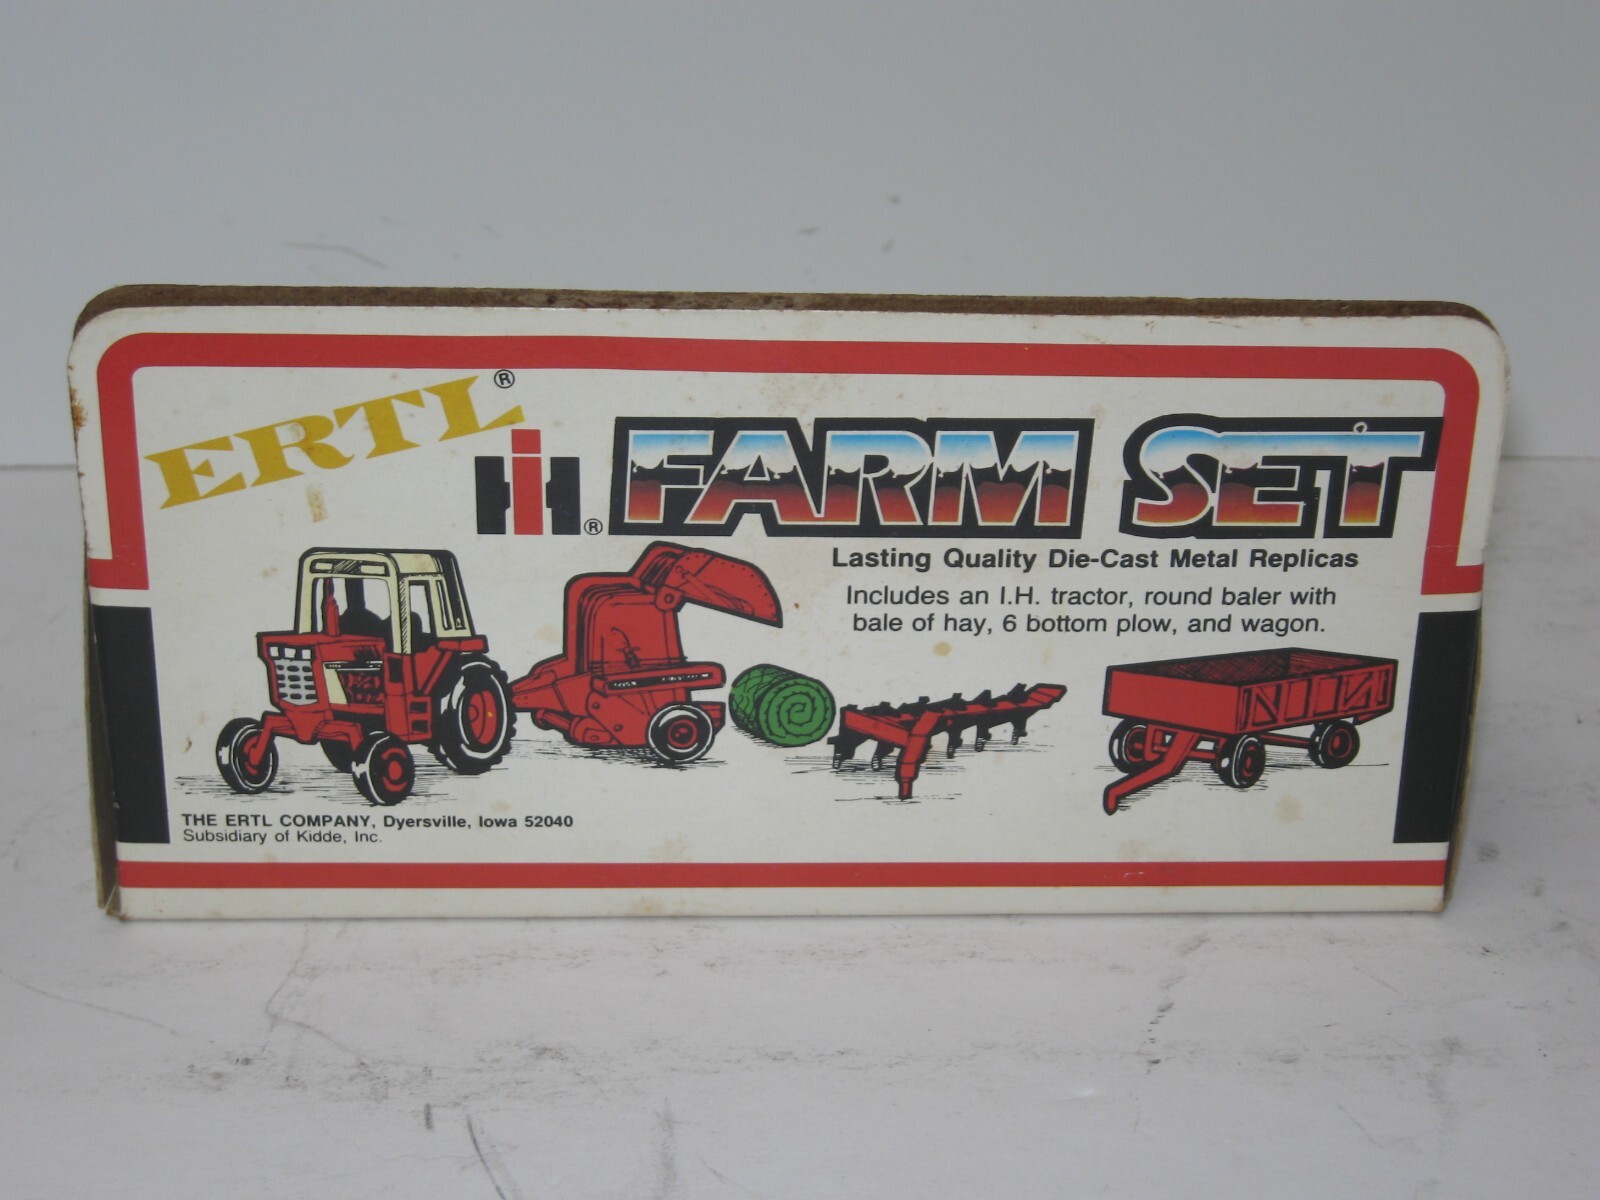 ERTL®
IH® FARM SET
Lasting Quality Die-Cast Metal Replicas
Includes an I.H. tractor, round baler with
bale of hay, 6 bottom plow, and wagon.
THE ERTL COMPANY, Dyersville, Iowa 52040
Subsidiary of Kidde, Inc.